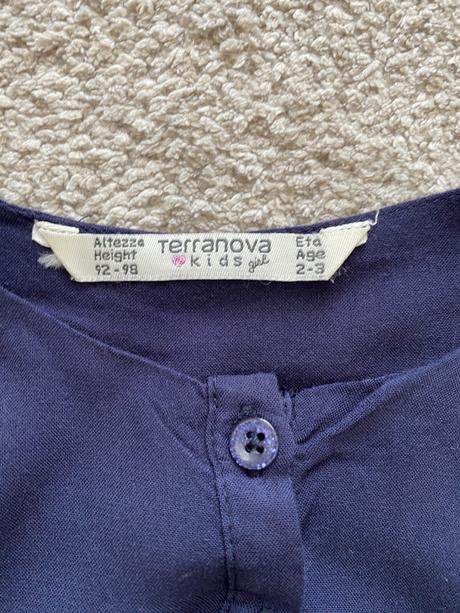 Altezza
Height
92-98
Terranova
kids girl
Età
Age
2-3